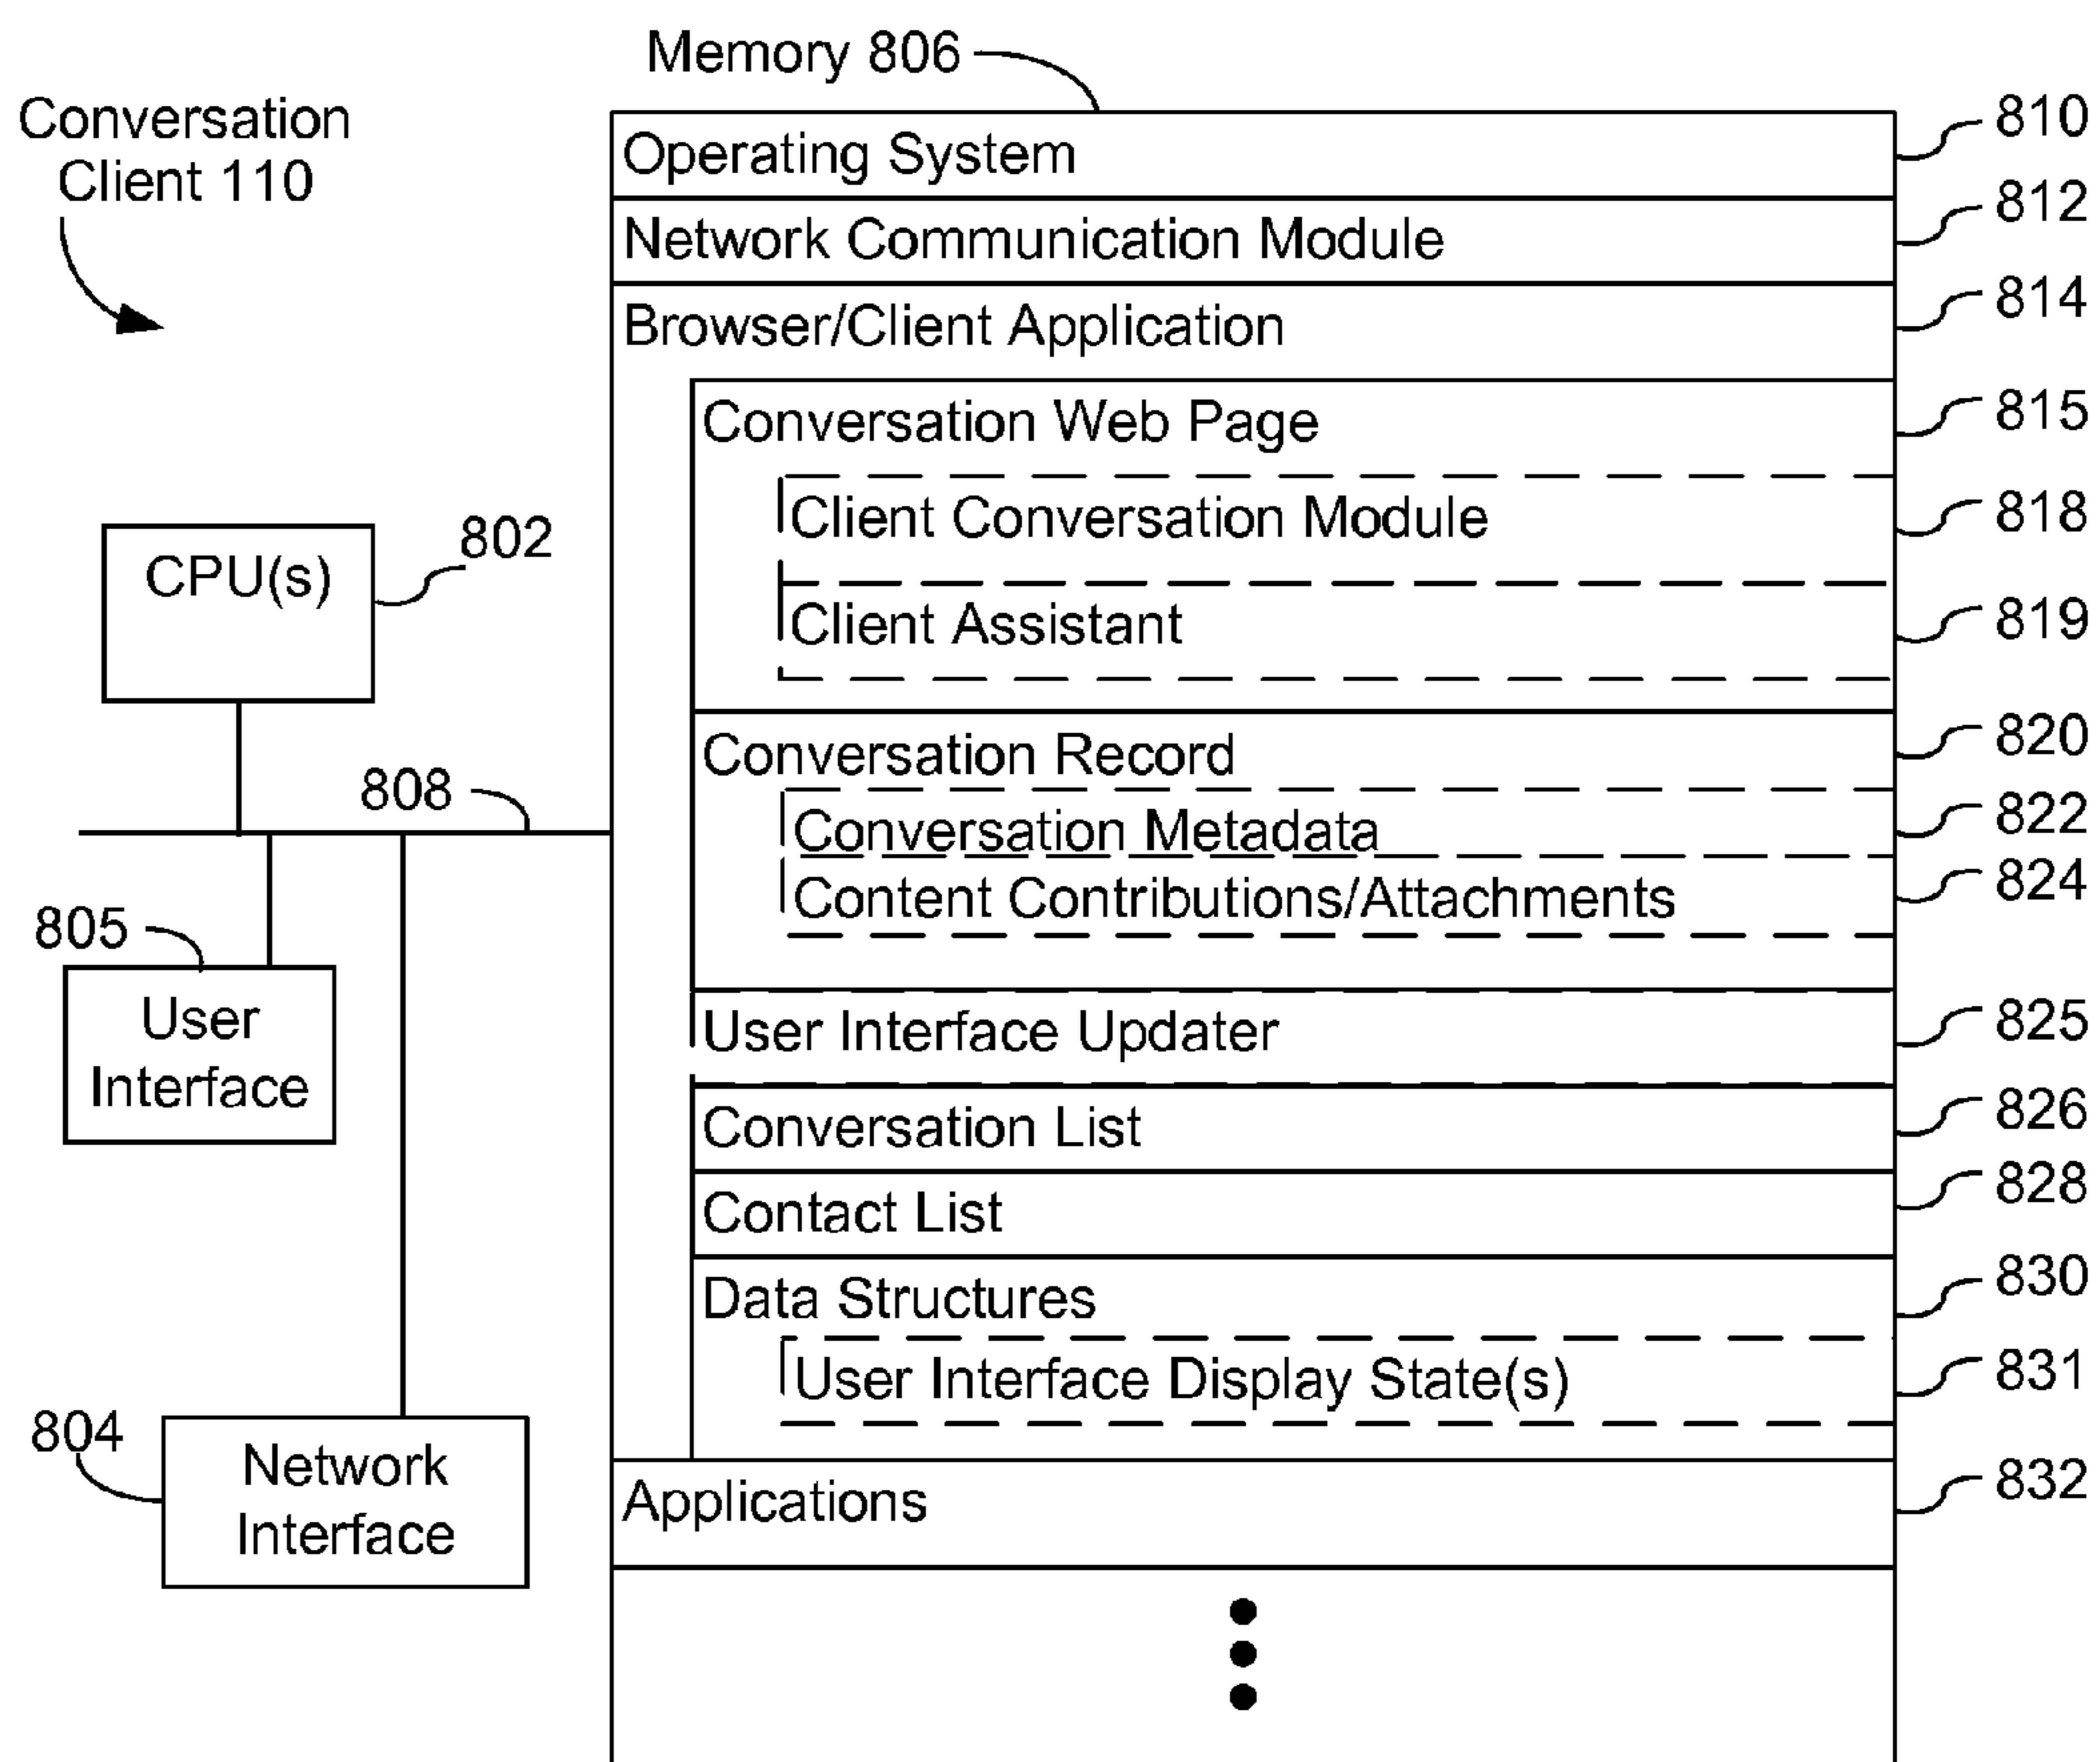 Memory 806
Conversation
Client 110
Operating System
810
Network Communication Module
812
Browser/Client Application
814
Conversation Web Page
815
Client Conversation Module
818
Client Assistant
819
CPU(s)
802
Conversation Record
820
808
Conversation Metadata
822
Content Contributions/Attachments
824
805
User
Interface
User Interface Updater
825
Conversation List
826
Contact List
828
Data Structures
830
User Interface Display State(s)
831
804
Network
Interface
Applications
832